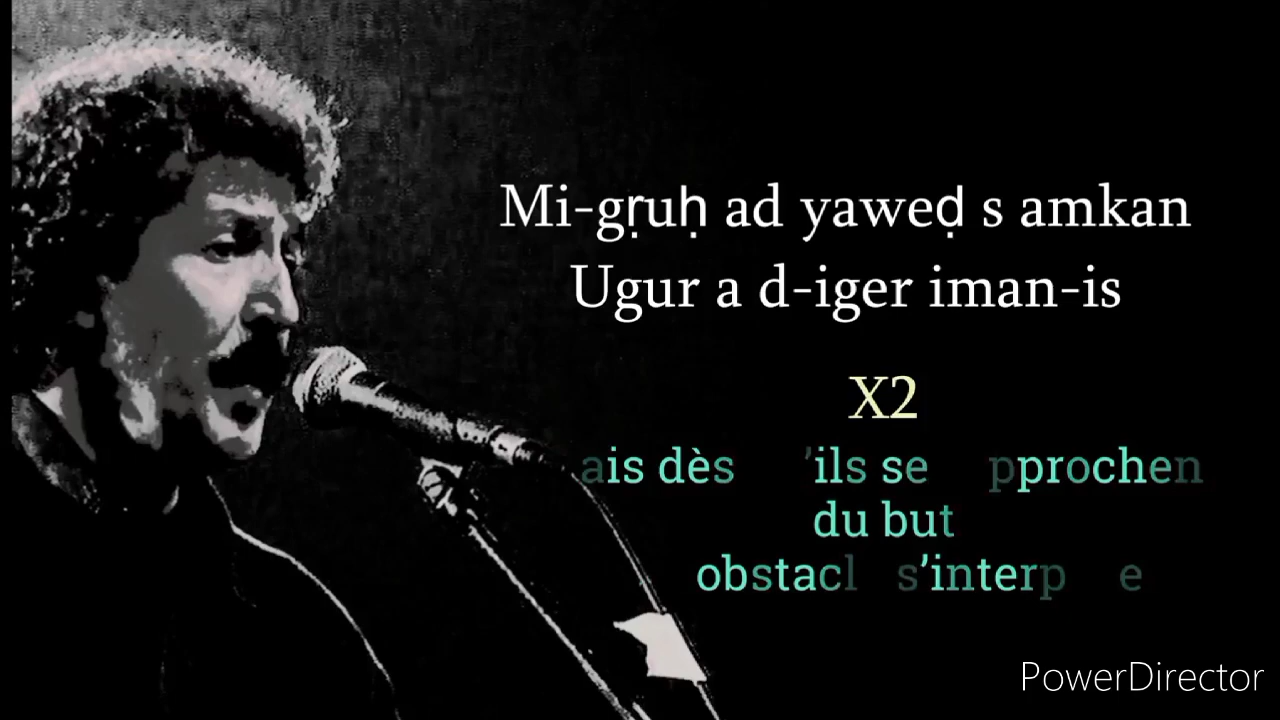 Mi-gṛuḥ ad yaweḍ s amkan
Ugur a d-iger iman-is
X2
ais dès 'ils se pprochen
du but
obstacl s'interp e
PowerDirector